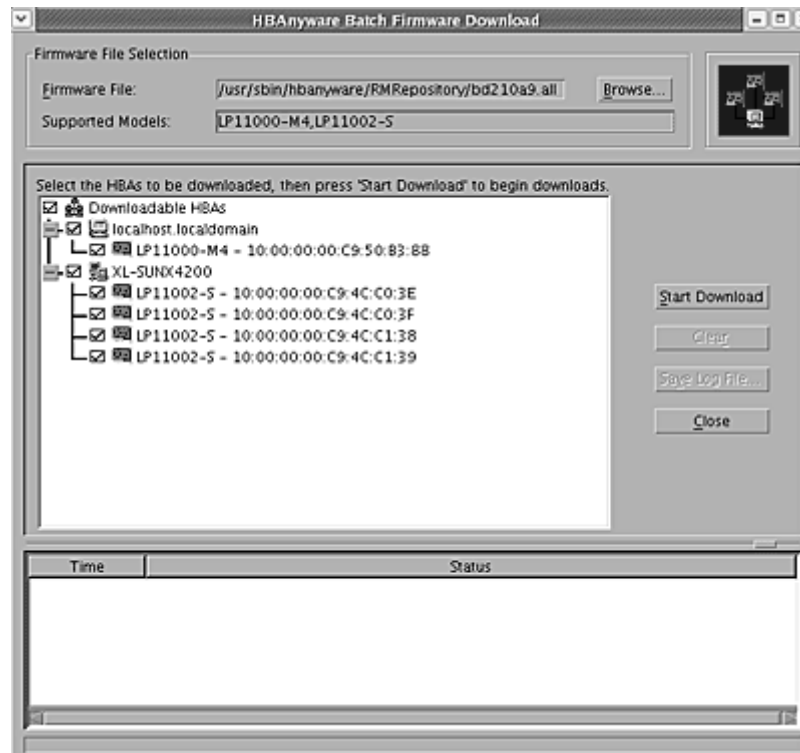 HBAnyware Batch Firmware Download
Firmware File Selection
Firmware File: /usr/sbin/hbanyware/RMRepository/bd210a9.all Browse...
Supported Models: LP11000-M4,LP11002-S
Select the HBAs to be downloaded, then press 'Start Download' to begin downloads.
Downloadable HBAs
localhost.localdomain
LP11000-M4 - 10:00:00:00:C9:50:B3:8B
XL-SUNX4200
LP11002-S - 10:00:00:00:C9:4C:C0:3E
LP11002-S - 10:00:00:00:C9:4C:C0:3F
LP11002-S - 10:00:00:00:C9:4C:C1:38
LP11002-S - 10:00:00:00:C9:4C:C1:39
Start Download
Clear
Save Log File...
Close
Time Status